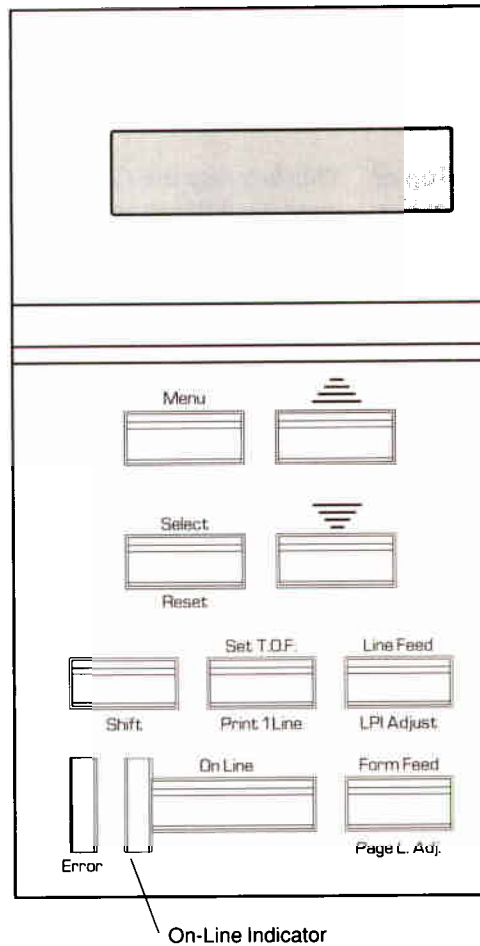 Menu
Select
Reset
Set T.O.F. Line Feed
Shift Print 1 Line LPI Adjust
On Line Form Feed
Page L. Adj.
Error
On-Line Indicator